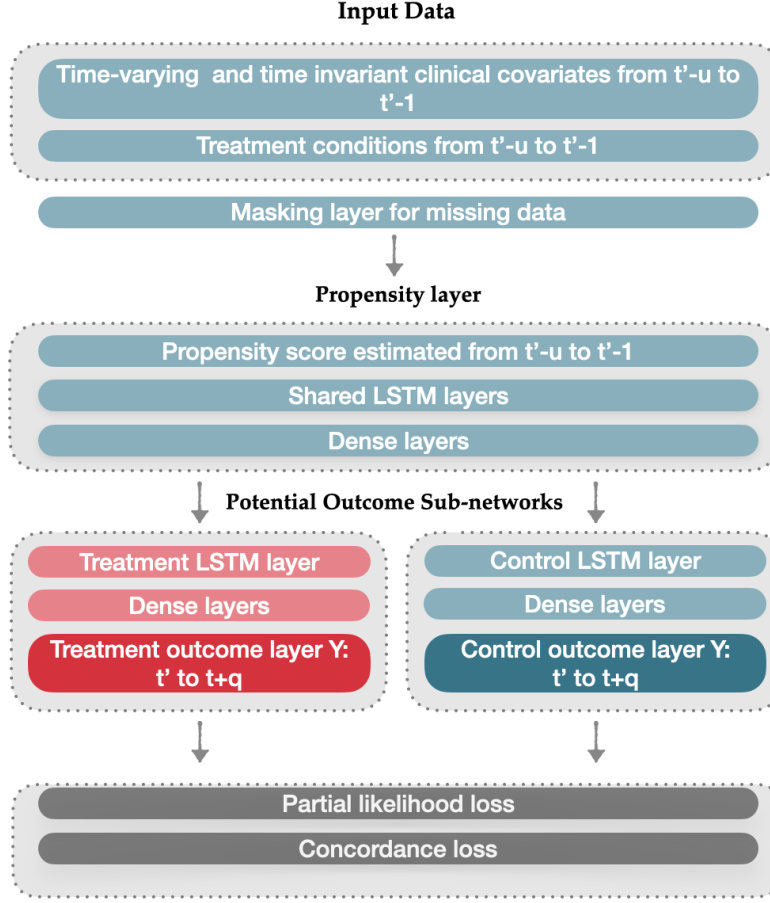 Input Data
Time-varying and time invariant clinical covariates from t’-u to
t’-1
Treatment conditions from t’-u to t’-1
Masking layer for missing data
Propensity layer
Propensity score estimated from t’-u to t’-1
Shared LSTM layers
Dense layers
Potential Outcome Sub-networks
Treatment LSTM layer
Dense layers
Treatment outcome layer Y:
t’ to t+q
Control LSTM layer
Dense layers
Control outcome layer Y:
t’ to t+q
Partial likelihood loss
Concordance loss